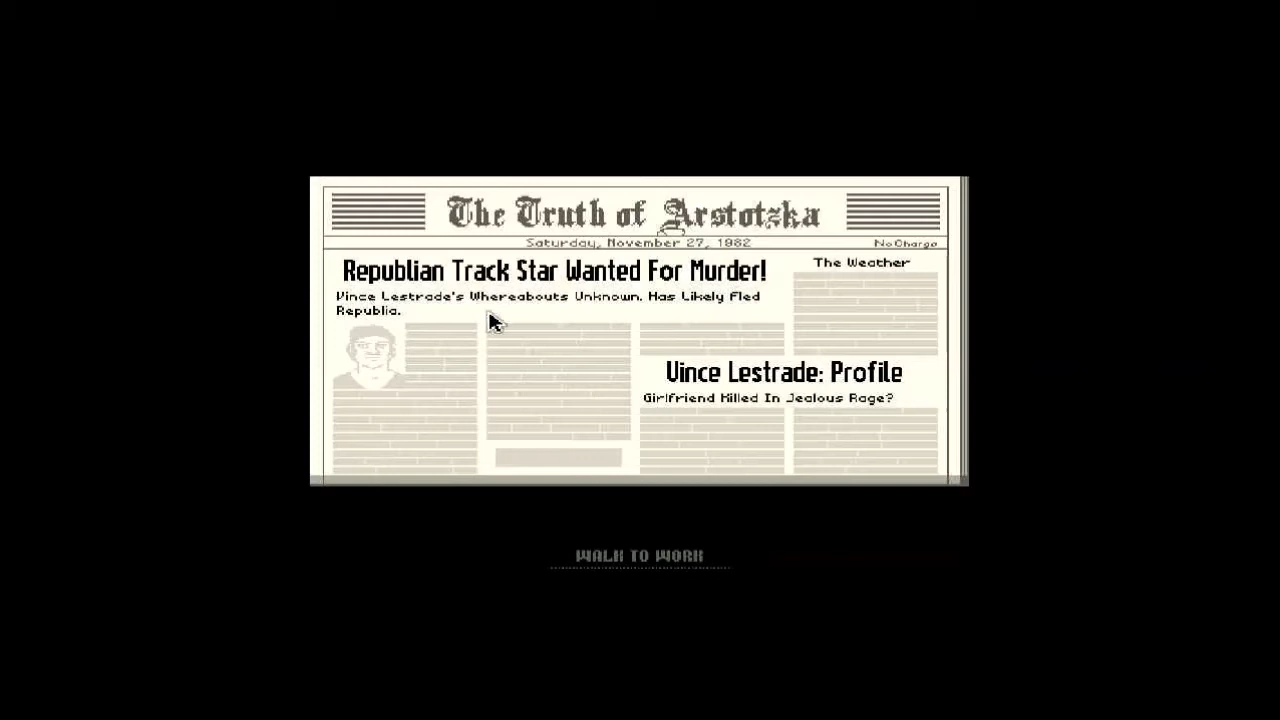 The Truth of Arstotzka
Saturday, November 27, 1982
No Charge
Republian Track Star Wanted For Murder!
Vince Lestrade's Whereabouts Unknown. Has Likely Fled
Republia.
The Weather
Vince Lestrade: Profile
Girlfriend Killed In Jealous Rage?
WALK TO WORK